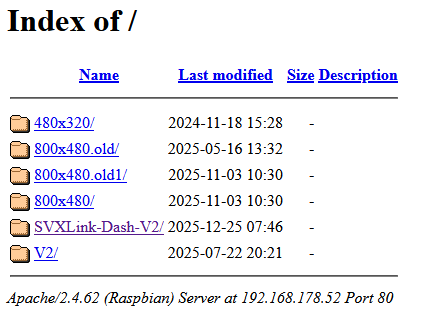 Index of /
Name Last modified Size Description
480x320/ 2024-11-18 15:28 -
800x480.old/ 2025-05-16 13:32 -
800x480.old1/ 2025-11-03 10:30 -
800x480/ 2025-11-03 10:30 -
SVXLink-Dash-V2/ 2025-12-25 07:46 -
V2/ 2025-07-22 20:21 -
Apache/2.4.62 (Raspbian) Server at 192.168.178.52 Port 80